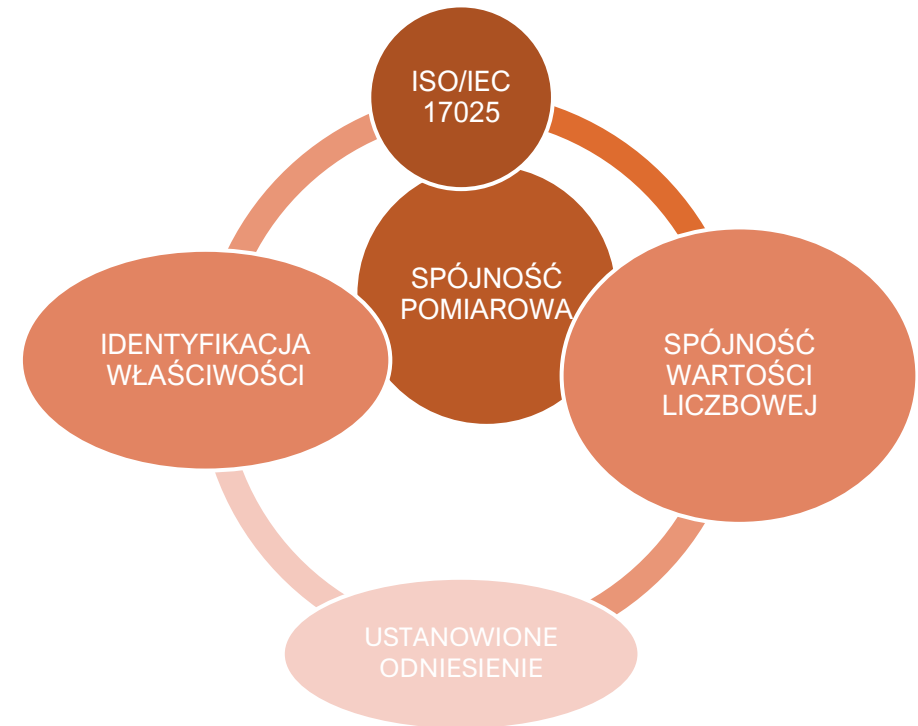 ISO/IEC
17025
SPÓJNOŚĆ
POMIAROWA
IDENTYFIKACJA
WŁAŚCIWOŚCI
SPÓJNOŚĆ
WARTOŚCI
LICZBOWEJ
USTANOWIONE
ODNIESIENIE